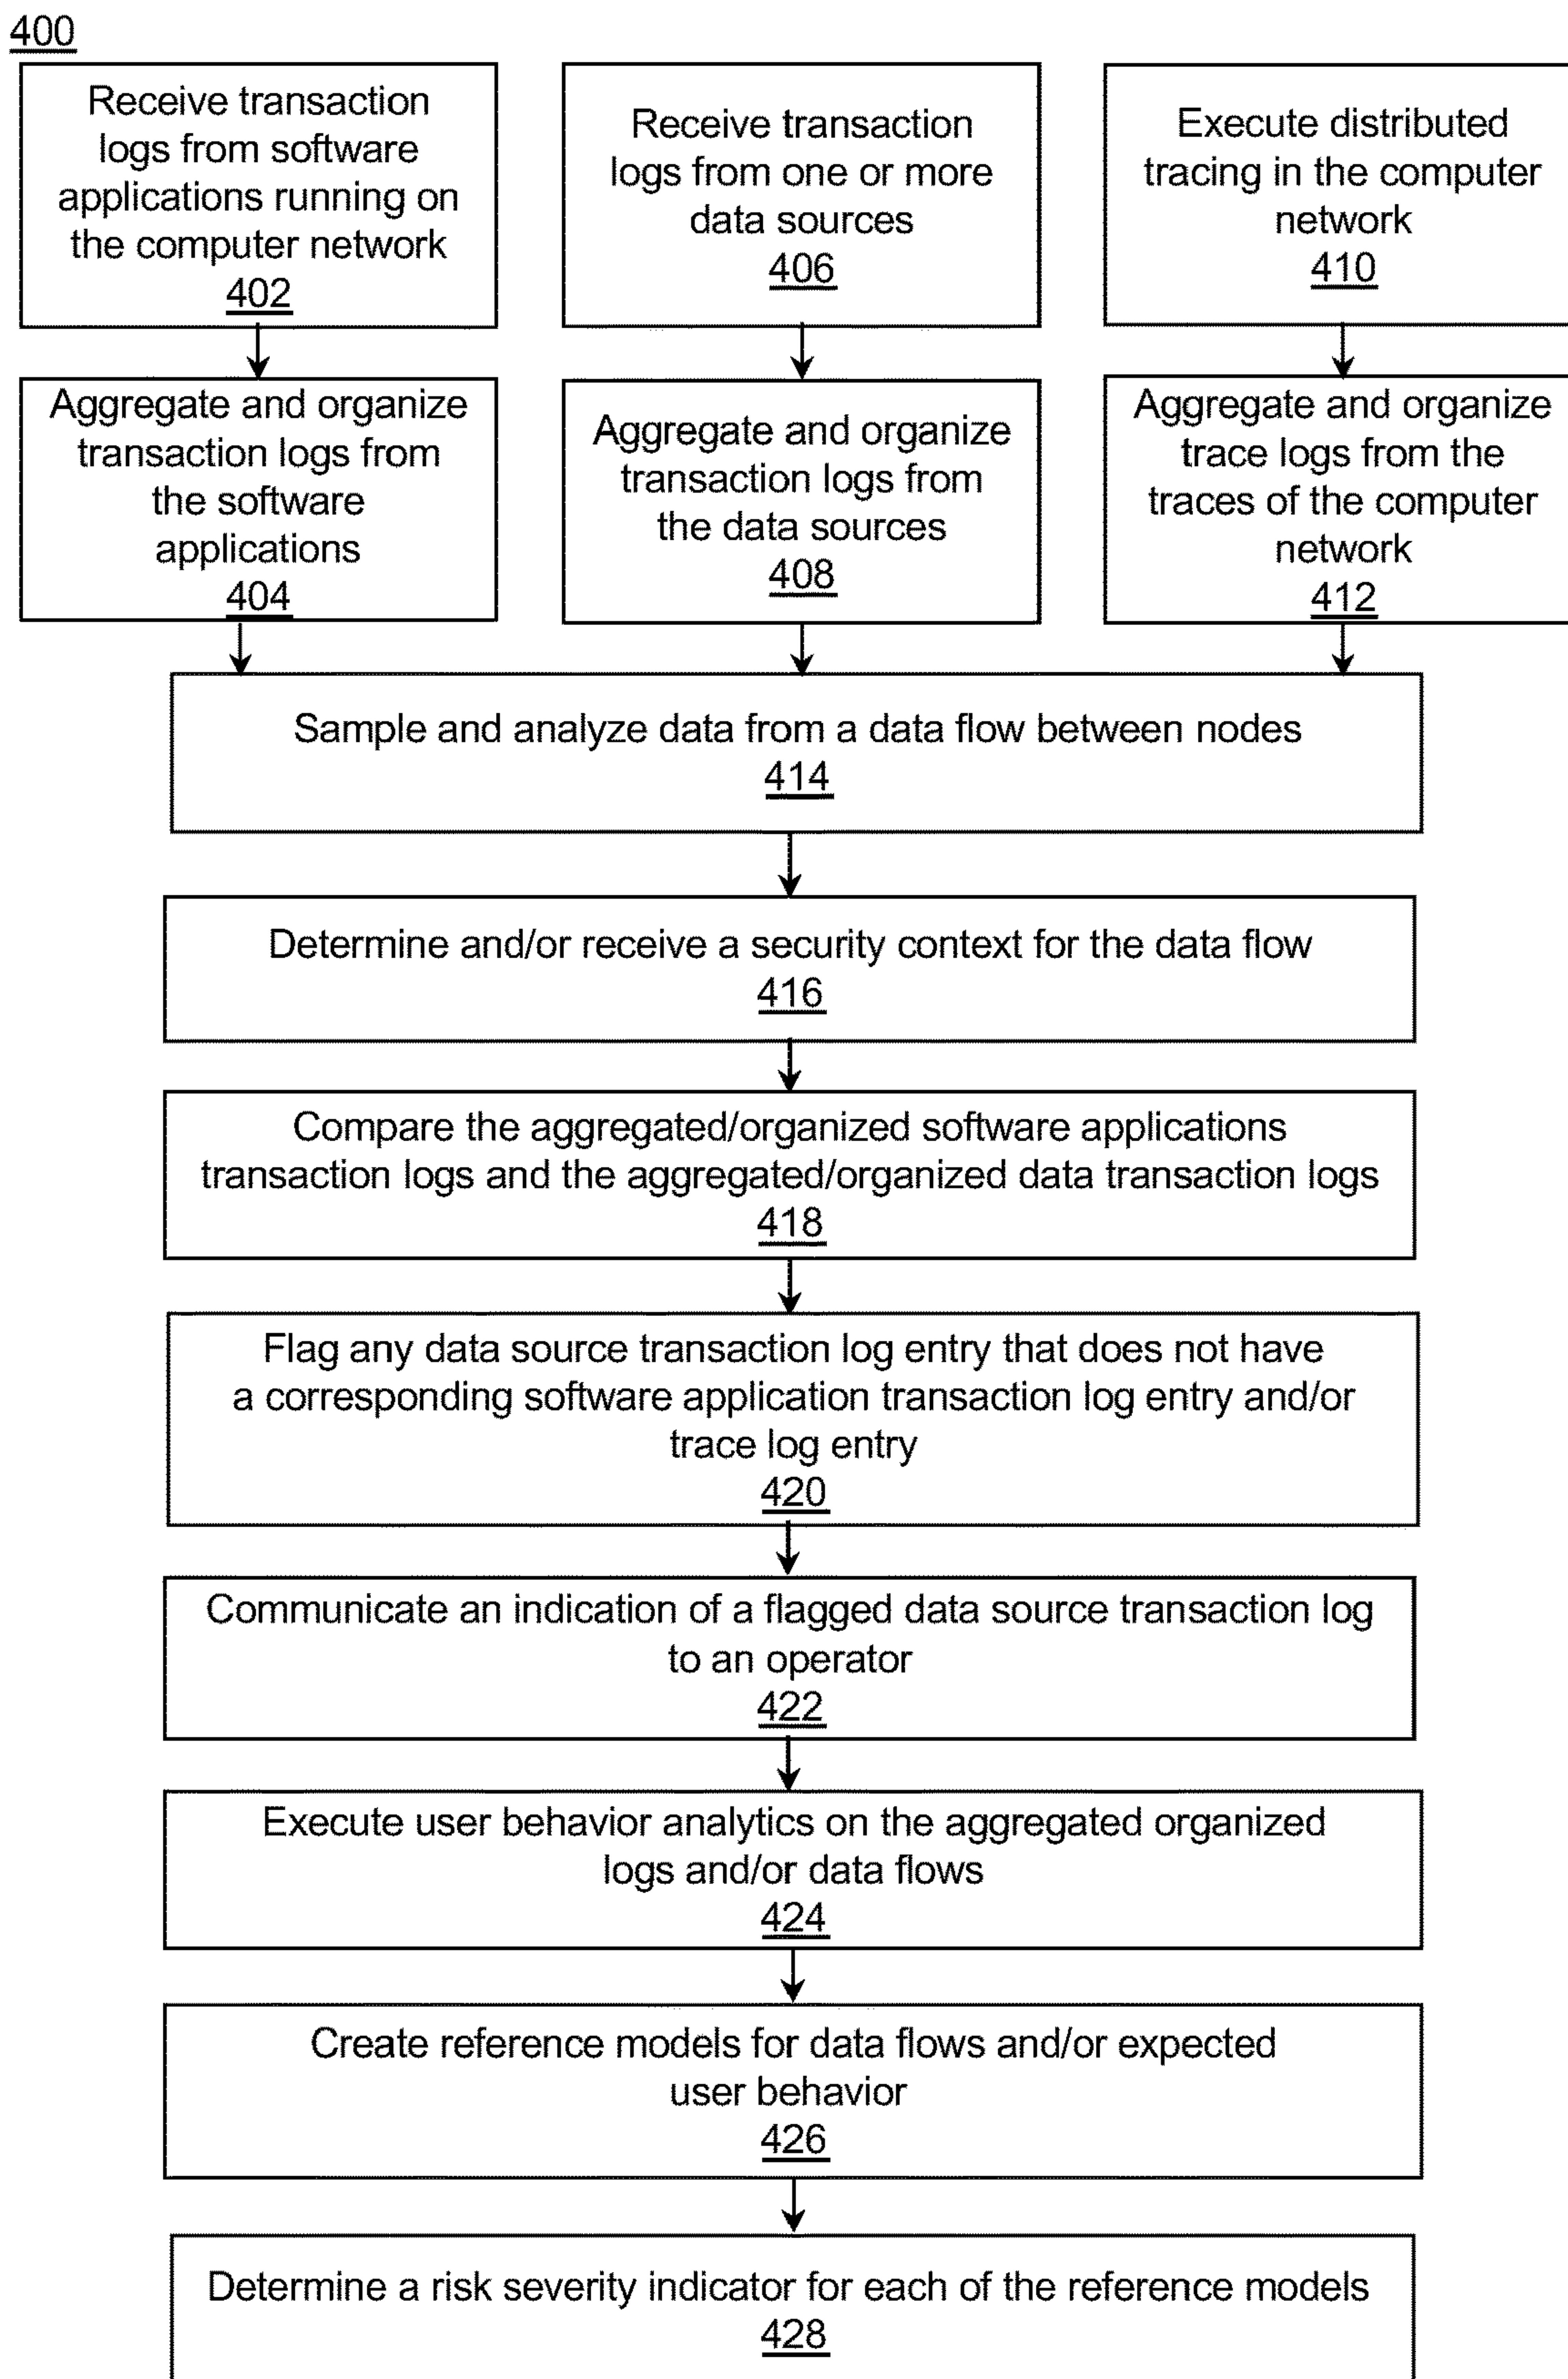 400
Receive transaction
logs from software
applications running on
the computer network
402
Receive transaction
logs from one or more
data sources
406
Execute distributed
tracing in the computer
network
410
Aggregate and organize
transaction logs from
the software
applications
404
Aggregate and organize
transaction logs from
the data sources
408
Aggregate and organize
trace logs from the
traces of the computer
network
412
Sample and analyze data from a data flow between nodes
414
Determine and/or receive a security context for the data flow
416
Compare the aggregated/organized software applications
transaction logs and the aggregated/organized data transaction logs
418
Flag any data source transaction log entry that does not have
a corresponding software application transaction log entry and/or
trace log entry
420
Communicate an indication of a flagged data source transaction log
to an operator
422
Execute user behavior analytics on the aggregated organized
logs and/or data flows
424
Create reference models for data flows and/or expected
user behavior
426
Determine a risk severity indicator for each of the reference models
428